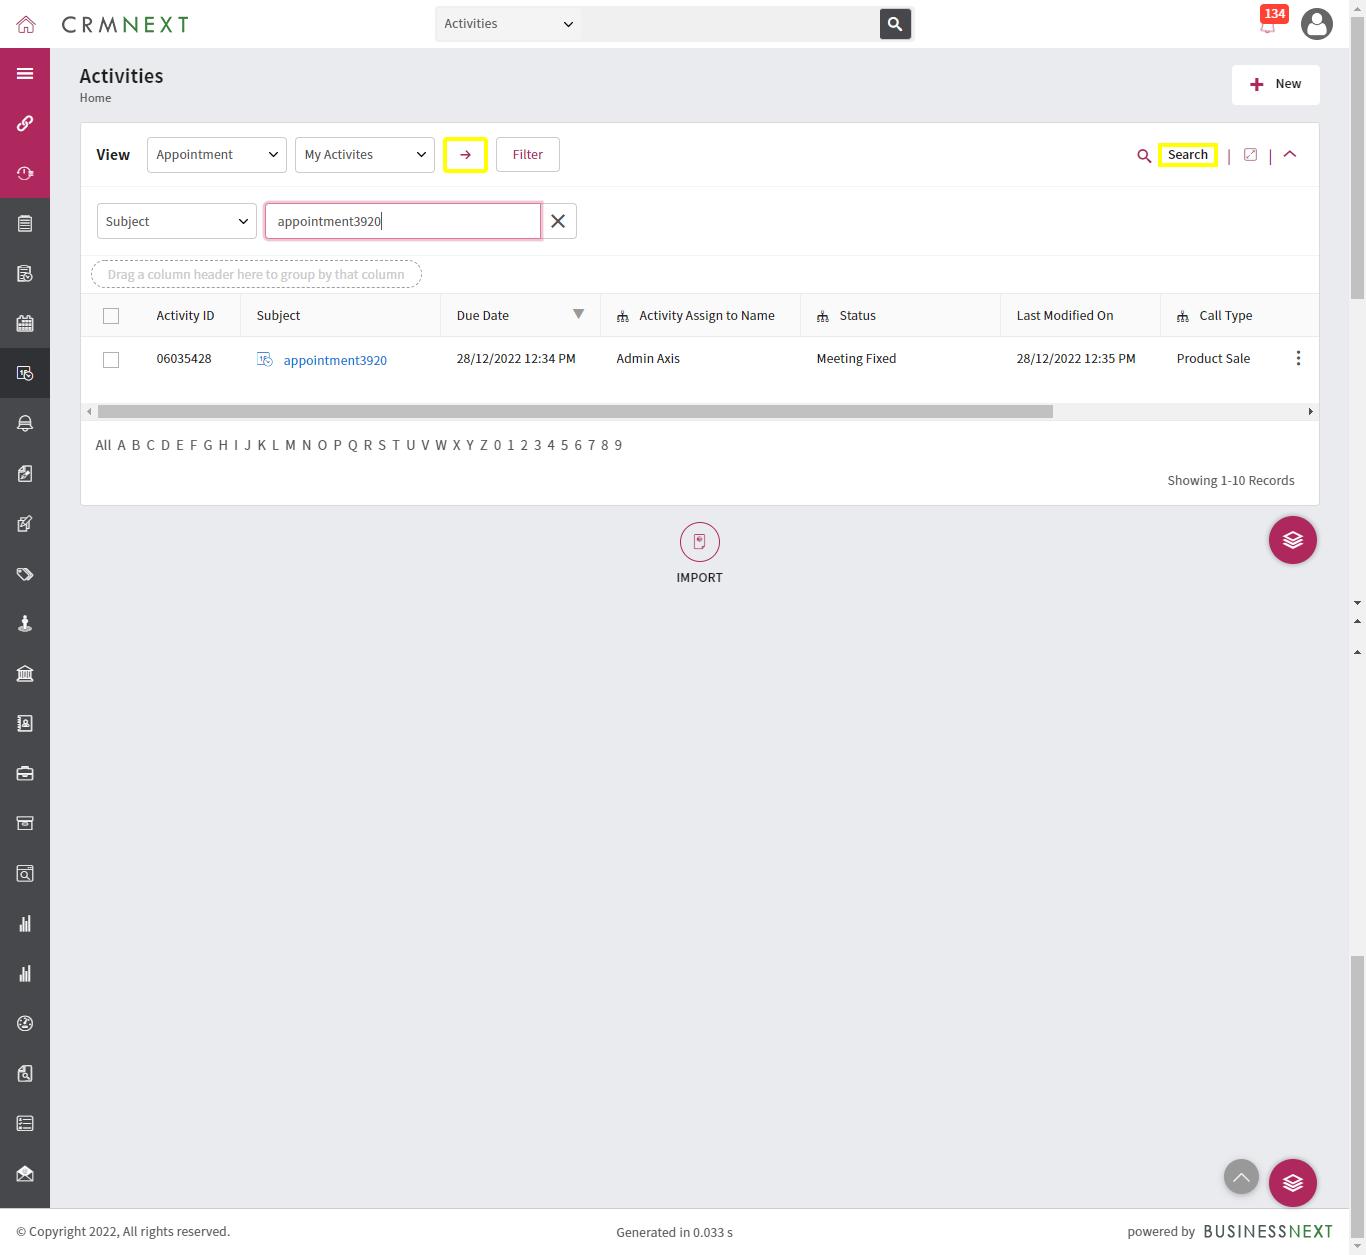 CRMNEXT
Activities
134
Activities
Home
New
View
Appointment
My Activites
Filter
Search
Subject
appointment3920
Drag a column header here to group by that column
Activity ID
Subject
Due Date
Activity Assign to Name
Status
Last Modified On
Call Type
06035428
appointment3920
28/12/2022 12:34 PM
Admin Axis
Meeting Fixed
28/12/2022 12:35 PM
Product Sale
All A B C D E F G H I J K L M N O P Q R S T U V W X Y Z 0 1 2 3 4 5 6 7 8 9
Showing 1-10 Records
IMPORT
© Copyright 2022, All rights reserved.
Generated in 0.033 s
powered by BUSINESSNEXT